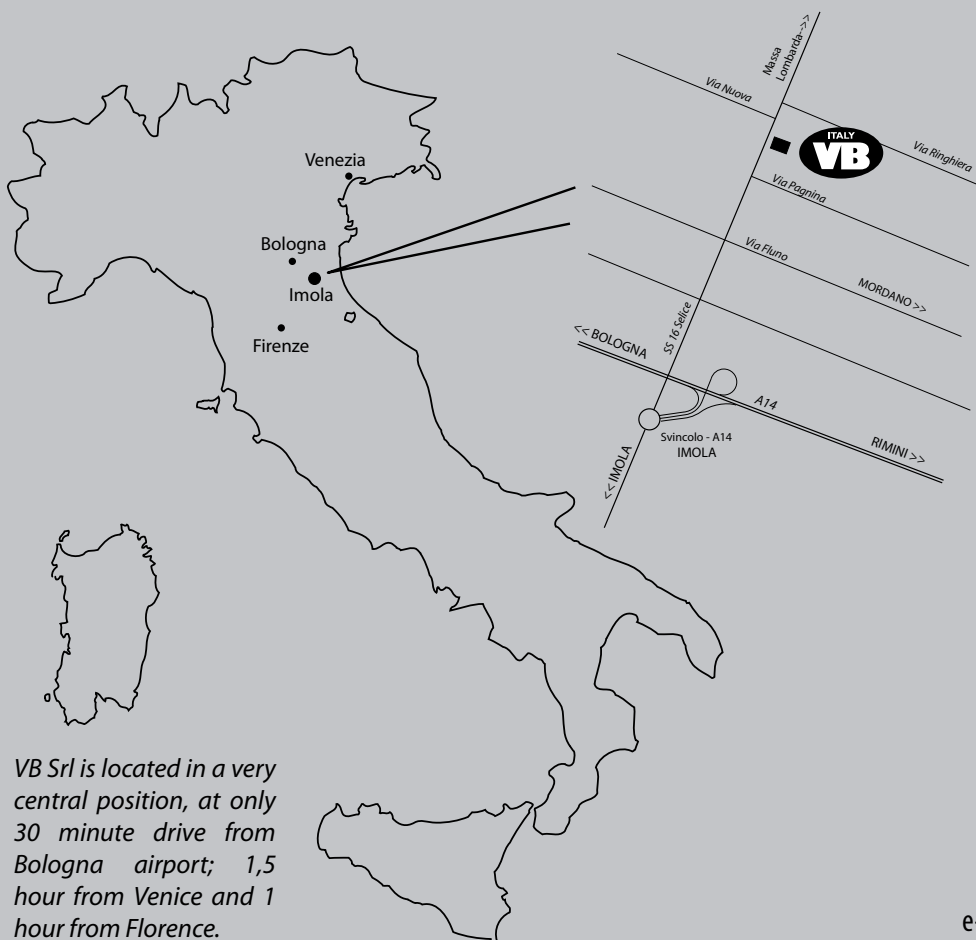 Massa
Lombarda-->>
Via Nuova
ITALY
VB
Via Ringhiera
Via Pagnina
Venezia
Bologna
Imola
Firenze
Via Fluno
MORDANO >>
SS 16 Selice
<< BOLOGNA
A14
Svincolo - A14
IMOLA
RIMINI >>
<< IMOLA
VB Srl is located in a very
central position, at only
30 minute drive from
Bologna airport; 1,5
hour from Venice and 1
hour from Florence.
e-